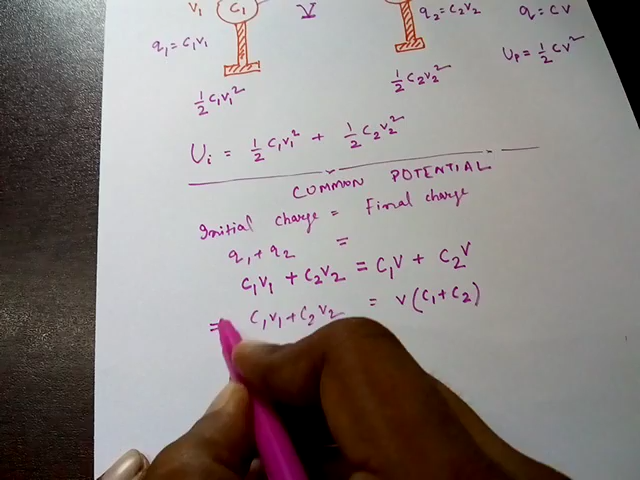 V₁ C₁ V
q₁ = C₁V₁ q₂ = C₂V₂ q = CV
½ C₁V₁² ½ C₂V₂² Uₚ = ½ CV²
Uᵢ = ½ C₁V₁² + ½ C₂V₂²
COMMON POTENTIAL
Initial charge = Final charge
q₁ + q₂ =
C₁V₁ + C₂V₂ = C₁V + C₂V
⇒ C₁V₁ + C₂V₂ = V(C₁ + C₂)